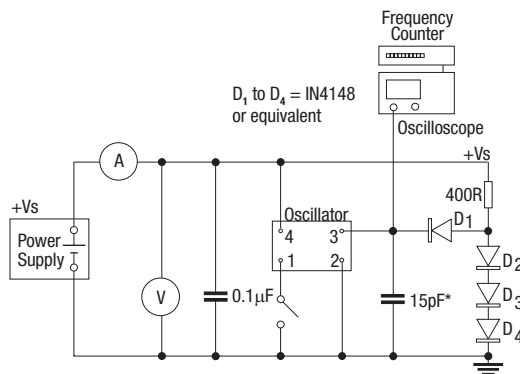 Frequency
Counter
D₁ to D₄ = IN4148
or equivalent
Oscilloscope
A
+Vs
400R
+Vs
Power
Supply
V
Oscillator
4 3
1 2
D₁
0.1μF
15pF*
D₂
D₃
D₄